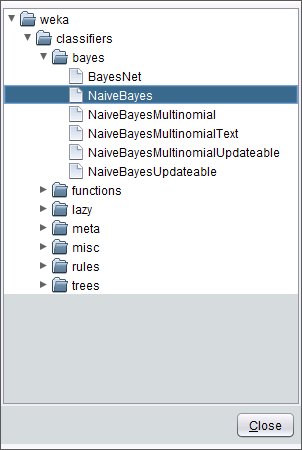 weka
classifiers
bayes
BayesNet
NaiveBayes
NaiveBayesMultinomial
NaiveBayesMultinomialText
NaiveBayesMultinomialUpdateable
NaiveBayesUpdateable
functions
lazy
meta
misc
rules
trees
Close